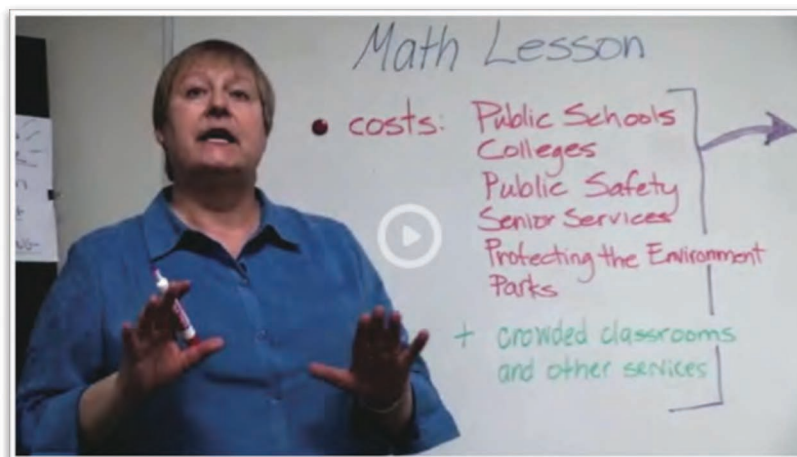 Math Lesson
• costs: Public Schools
Colleges
Public Safety
Senior Services
Protecting the Environment
Parks
+ crowded classrooms
and other services